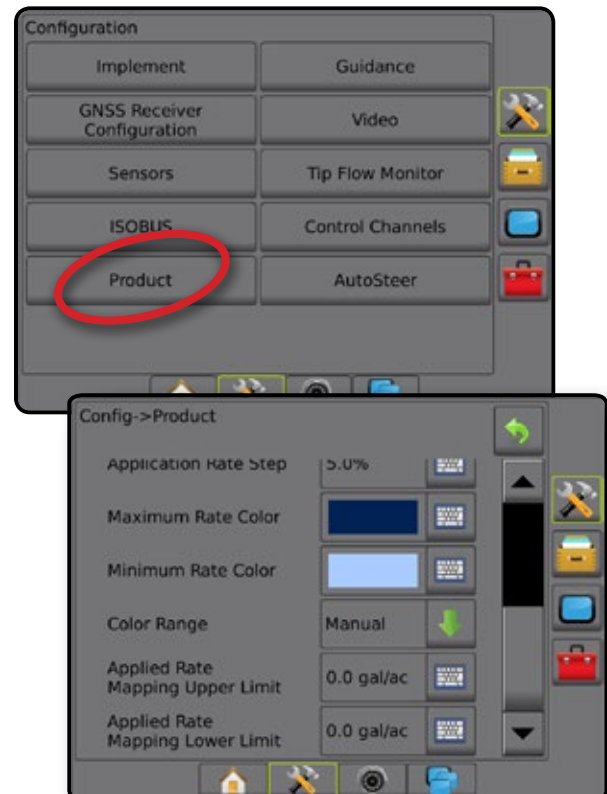 Configuration
Implement
Guidance
GNSS Receiver
Configuration
Video
Sensors
Tip Flow Monitor
ISOBUS
Control Channels
Product
AutoSteer
Config->Product
Application Rate Step
5.0%
Maximum Rate Color
Minimum Rate Color
Color Range
Manual
Applied Rate
Mapping Upper Limit
0.0 gal/ac
Applied Rate
Mapping Lower Limit
0.0 gal/ac